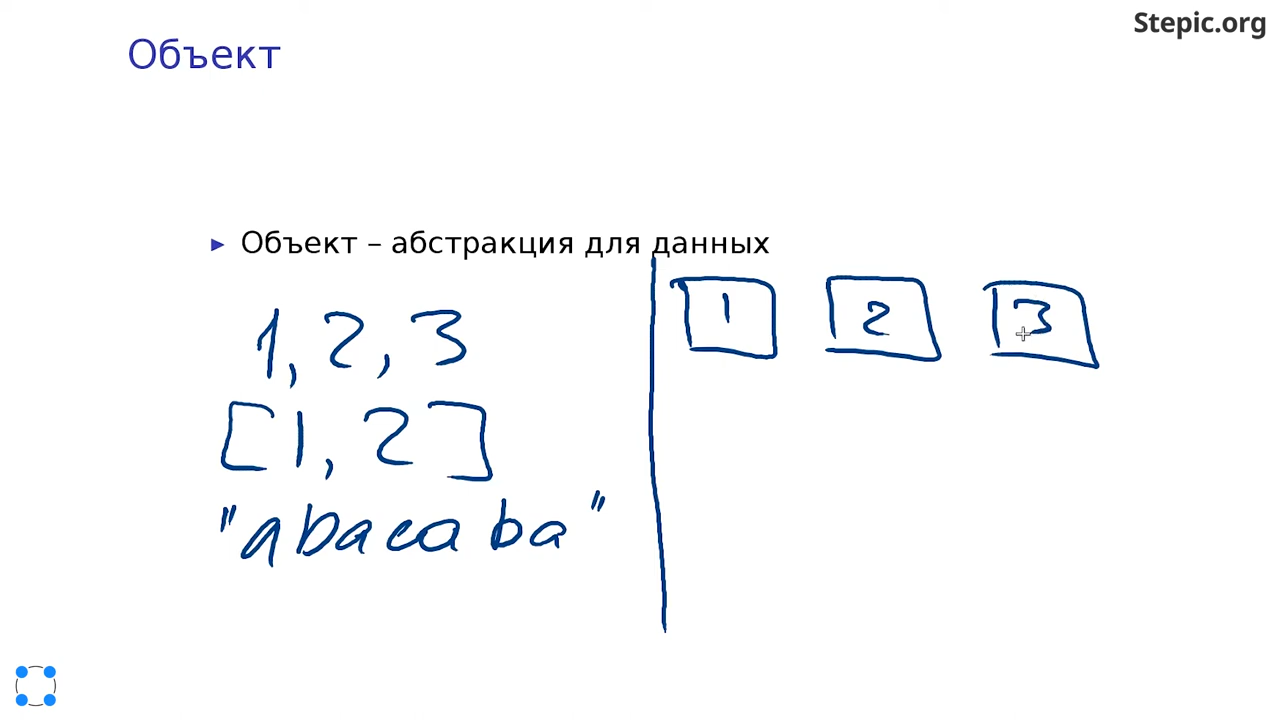 Stepic.org
Объект
Объект – абстракция для данных
1, 2, 3
[1, 2]
"abacaba"
1 2 3